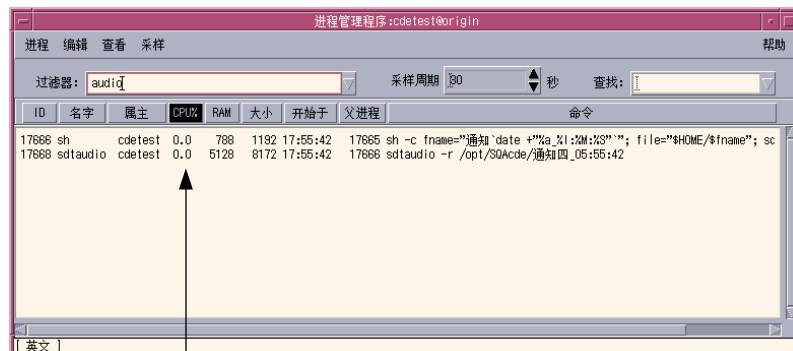 进程管理程序:cdetest@origin
进程 编辑 查看 采样 帮助
过滤器: audio 采样周期 30 秒 查找:
ID 名字 属主 CPU% RAM 大小 开始于 父进程 命令
17666 sh cdetest 0.0 788 1192 17:55:42 17665 sh -c fname="通知`date +"%a_%I:%M:%S"`"; file="$HOME/$fname"; sc
17668 sdtaudio cdetest 0.0 5128 8172 17:55:42 17666 sdtaudio -r /opt/SQAcde/通知四_05:55:42
[ 英文 ]